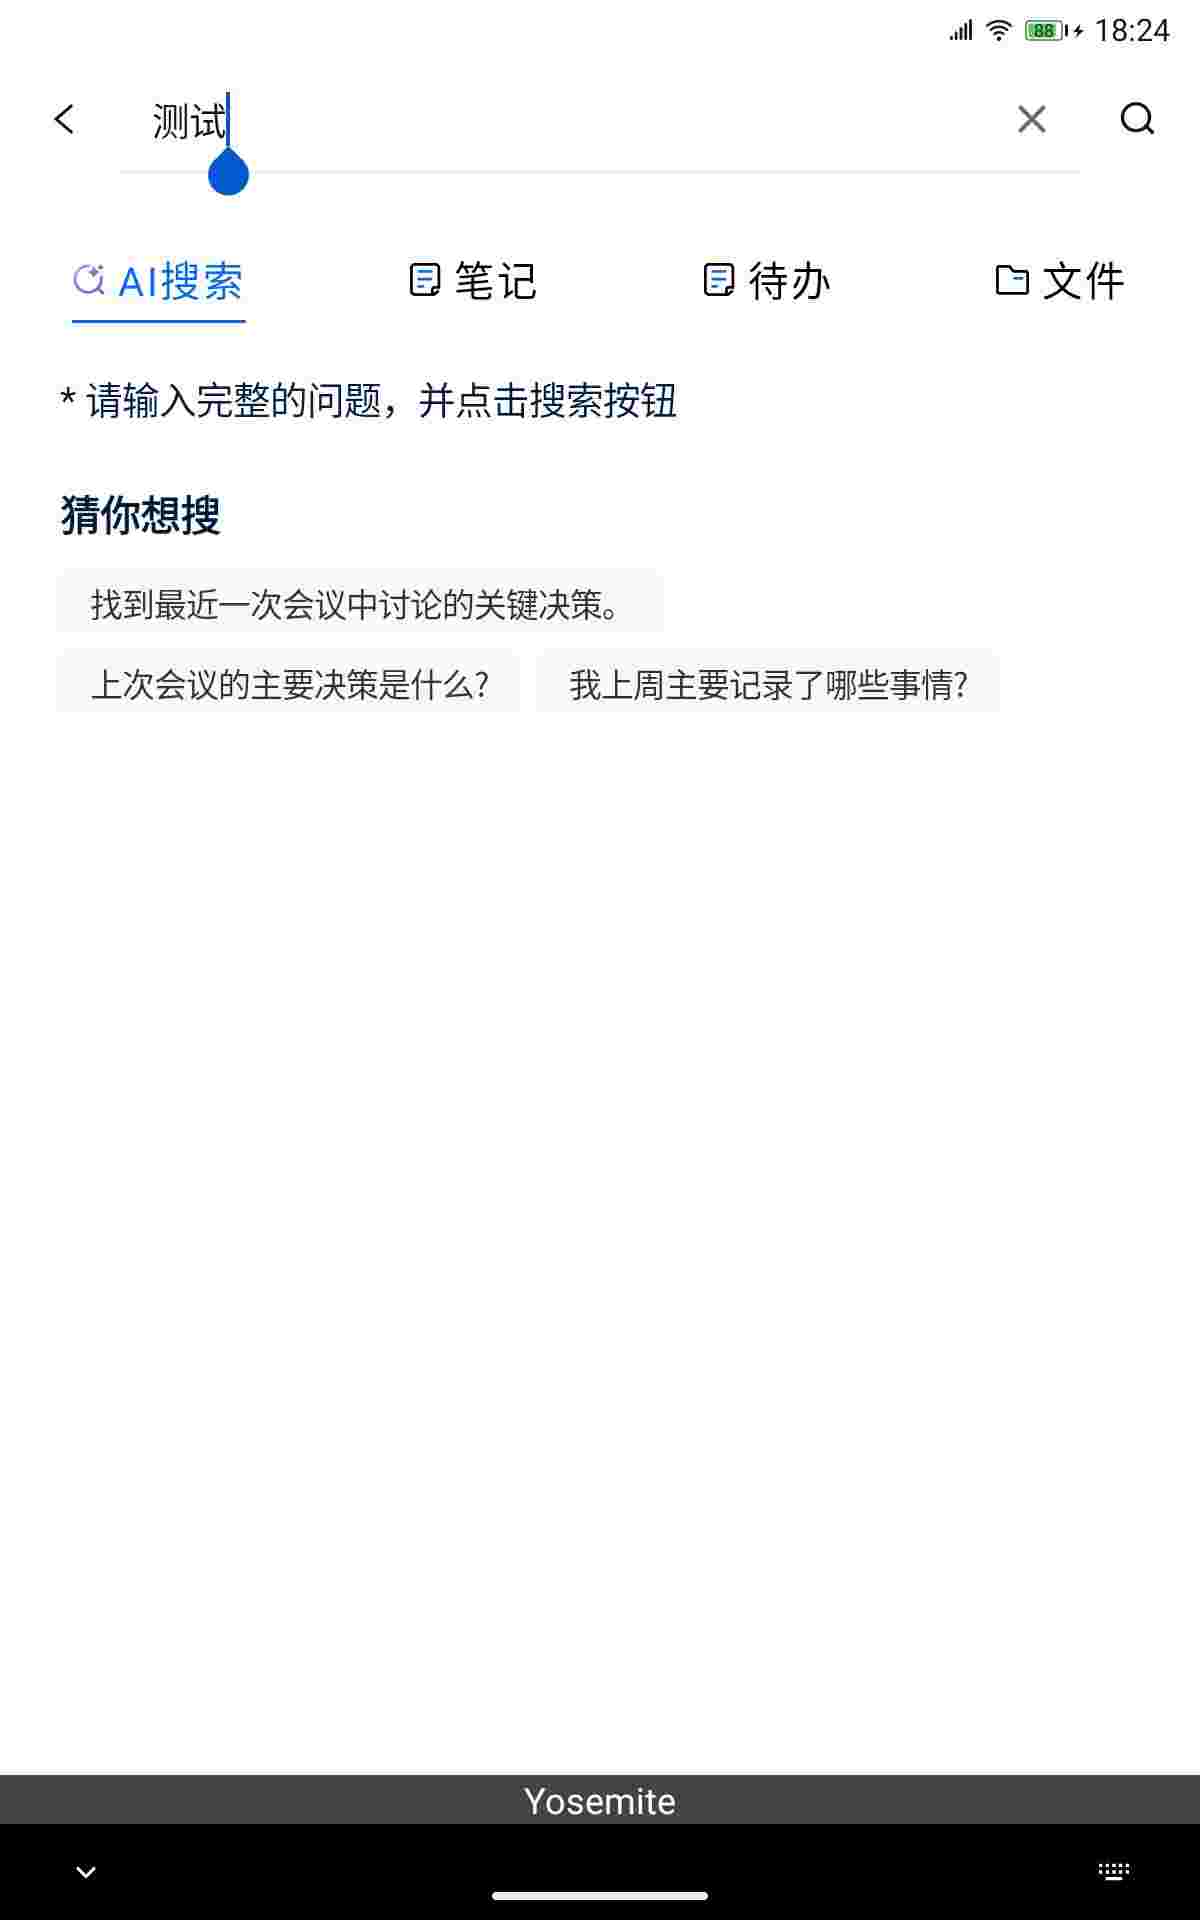 88 18:24
测试
AI搜索 笔记 待办 文件
* 请输入完整的问题，并点击搜索按钮
猜你想搜
找到最近一次会议中讨论的关键决策。
上次会议的主要决策是什么? 我上周主要记录了哪些事情?
Yosemite